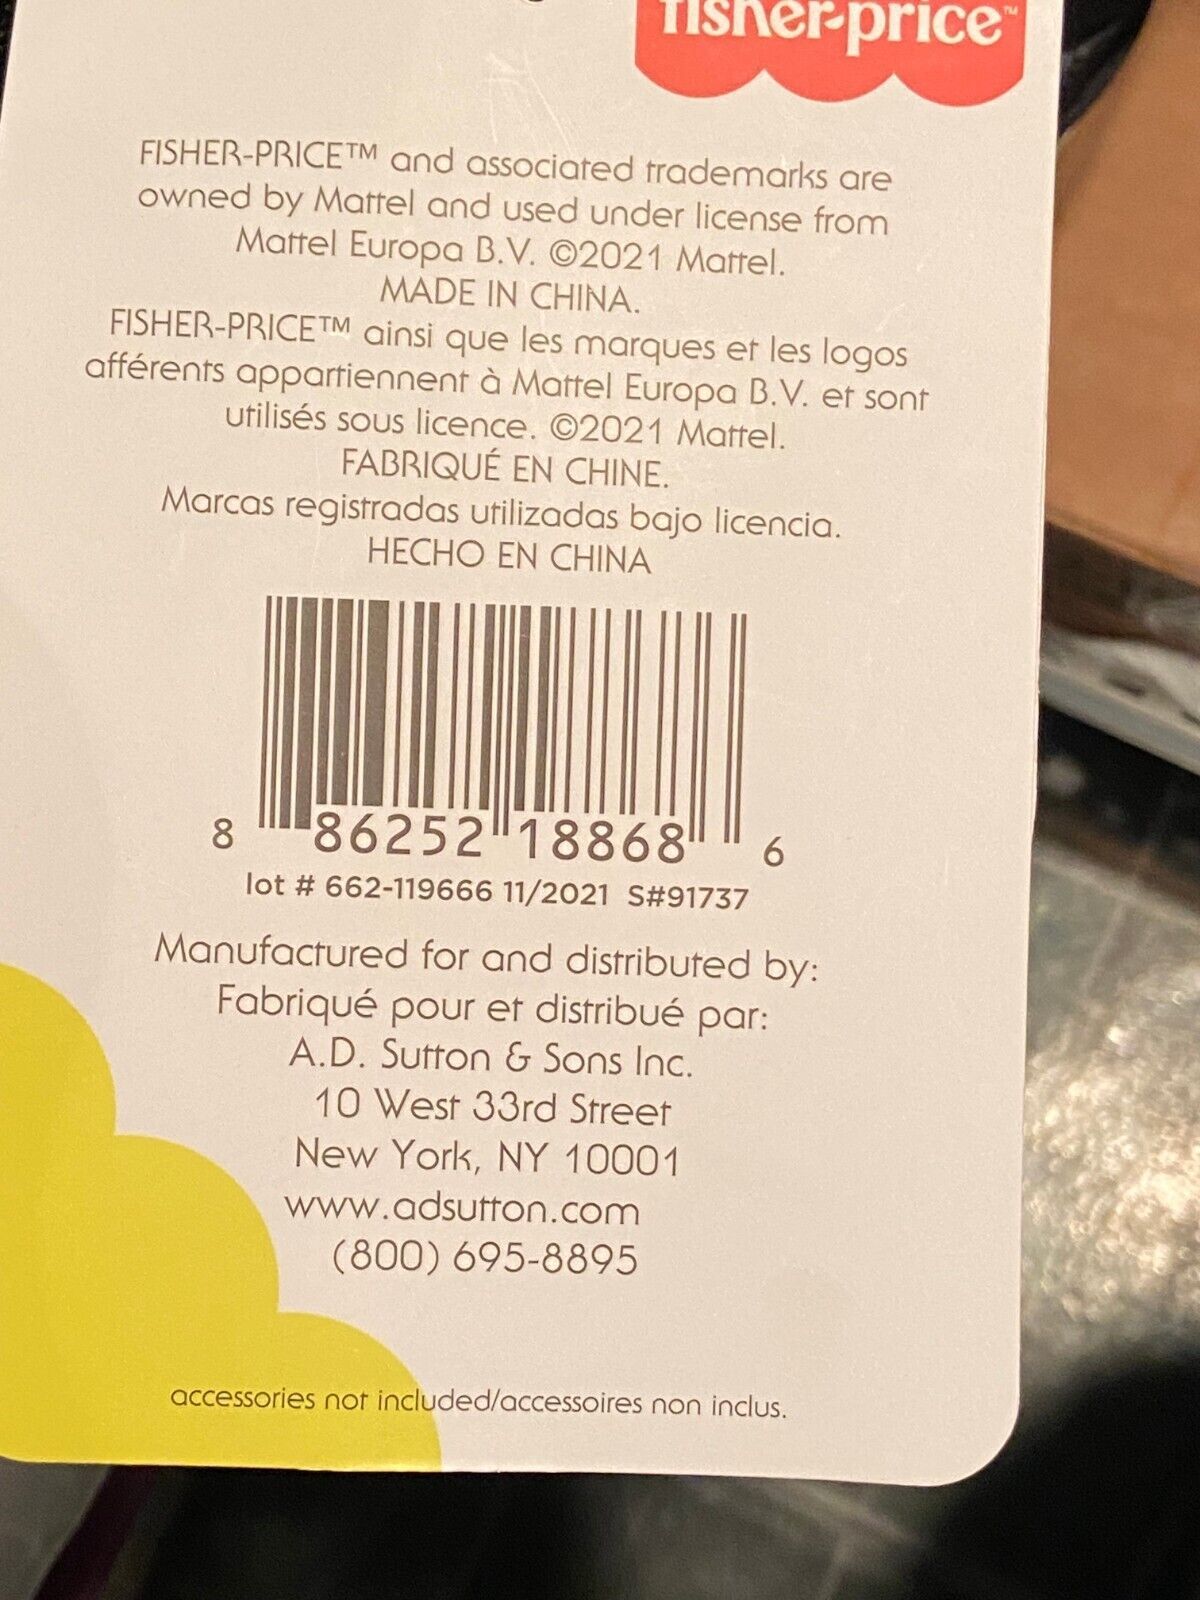 fisher-price™
FISHER-PRICE™ and associated trademarks are
owned by Mattel and used under license from
Mattel Europa B.V. ©2021 Mattel.
MADE IN CHINA.
FISHER-PRICE™ ainsi que les marques et les logos
afférents appartiennent à Mattel Europa B.V. et sont
utilisés sous licence. ©2021 Mattel.
FABRIQUÉ EN CHINE.
Marcas registradas utilizadas bajo licencia.
HECHO EN CHINA
8 86252 18868 6
lot # 662-119666 11/2021 S#91737
Manufactured for and distributed by:
Fabriqué pour et distribué par:
A.D. Sutton & Sons Inc.
10 West 33rd Street
New York, NY 10001
www.adsutton.com
(800) 695-8895
accessories not included/accessoires non inclus.